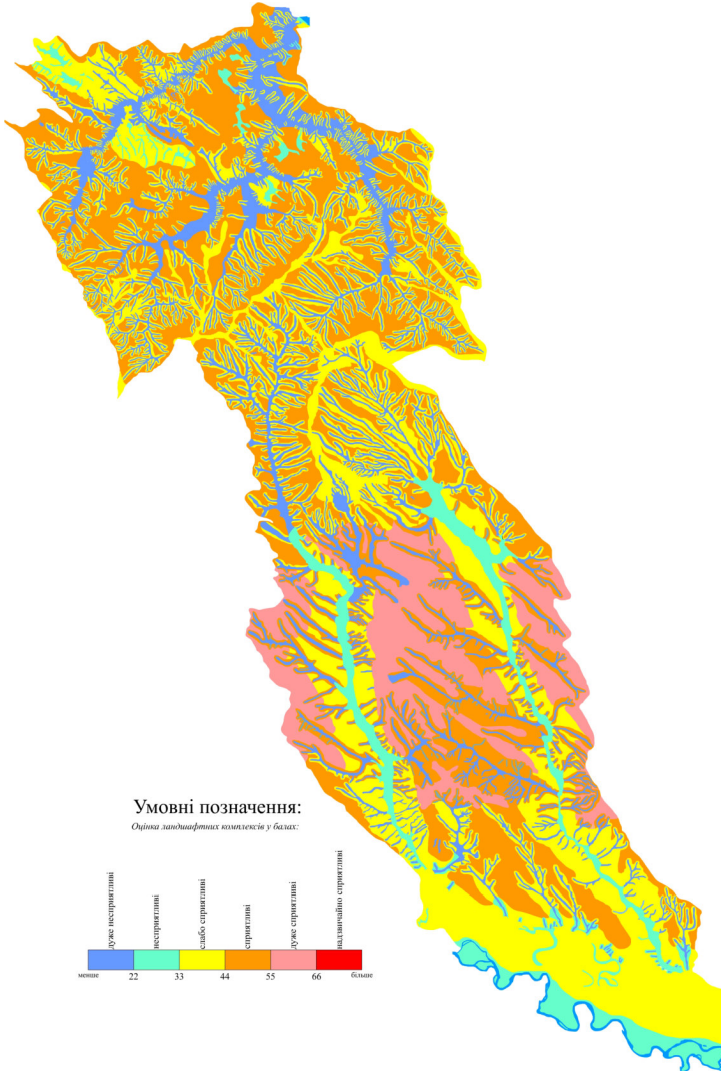 Умовні позначення:
Оцінка ландшафтних комплексів у балах:
дуже несприятливі
несприятливі
слабо сприятливі
сприятливі
дуже сприятливі
надзвичайно сприятливі
менше 22 33 44 55 66 більше